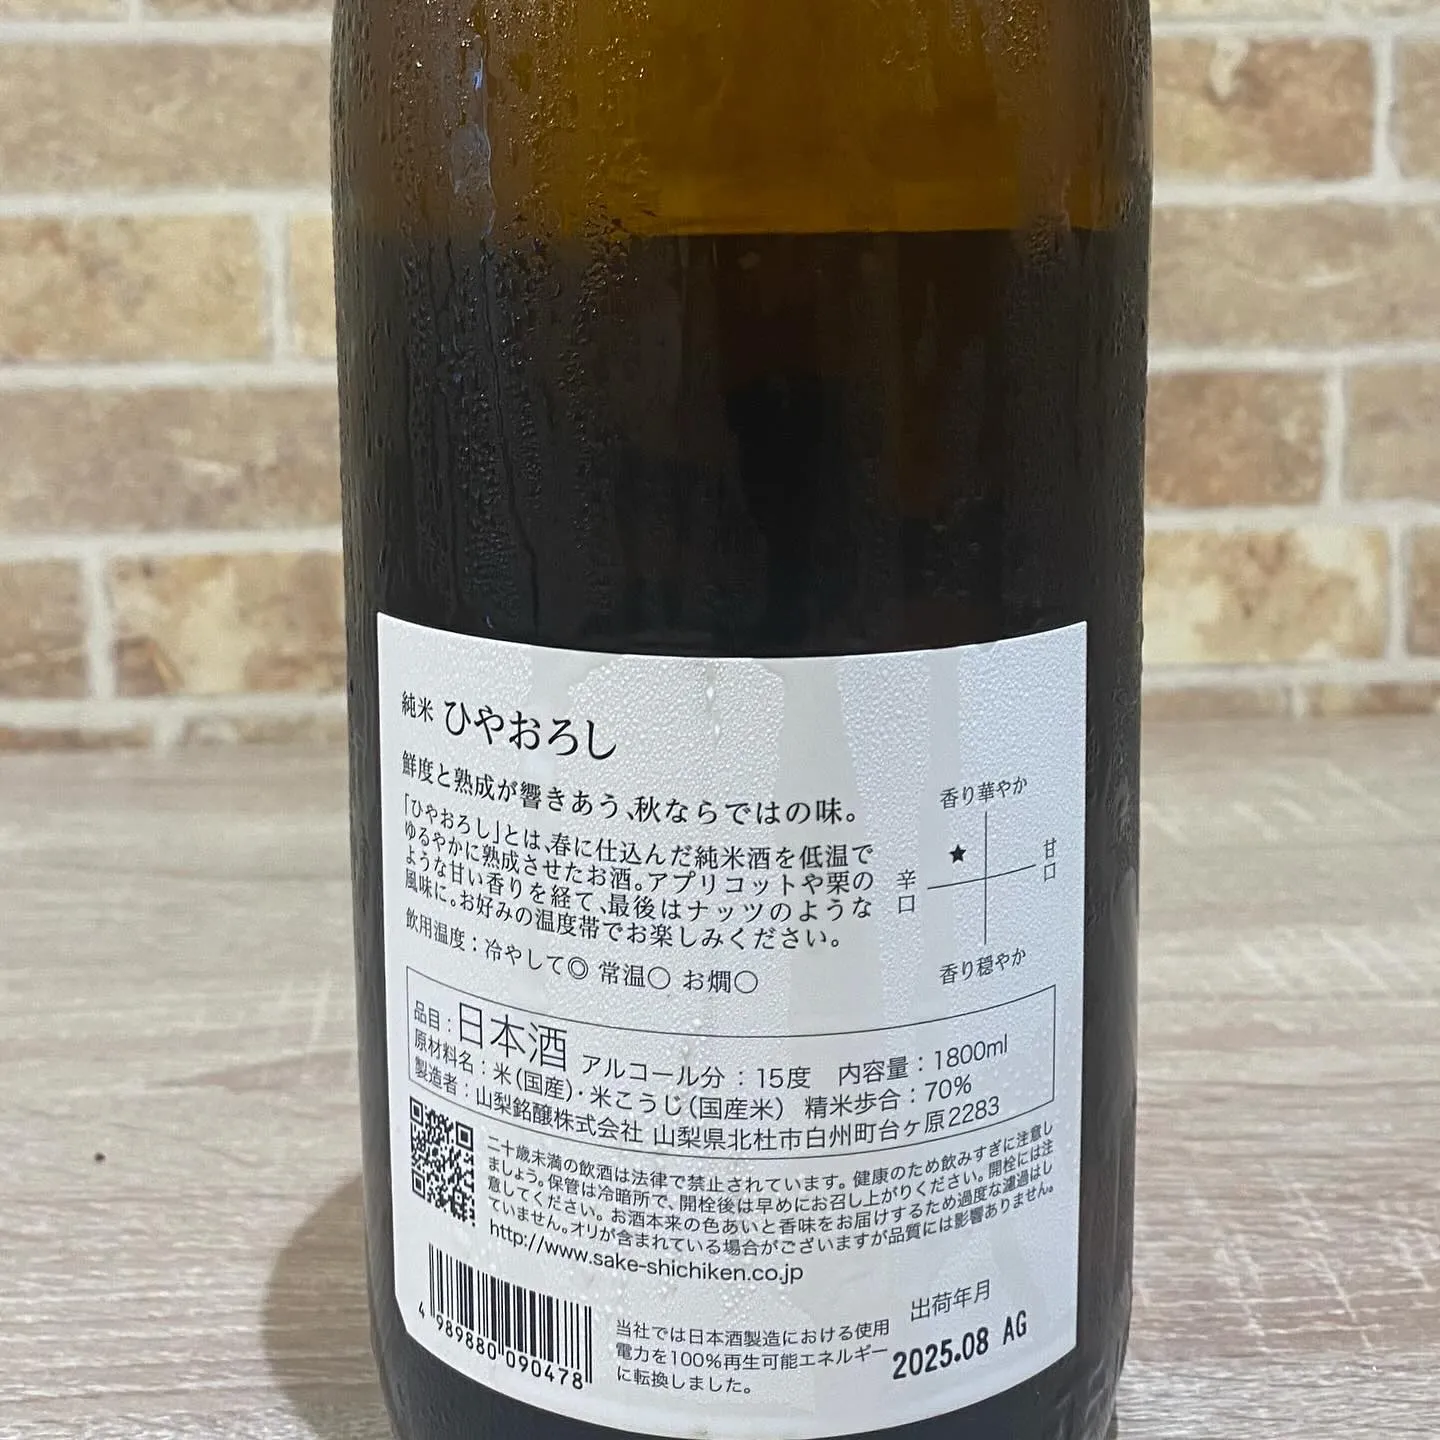 純米 ひやおろし
鮮度と熟成が響きあう、秋ならではの味。
「ひやおろし」とは、春に仕込んだ純米酒を低温で
ゆるやかに熟成させたお酒。アプリコットや栗の
ような甘い香りを経て、最後はナッツのような
風味に。お好みの温度帯でお楽しみください。
飲用温度：冷やして◎ 常温○ お燗○
香り華やか
★
辛口
甘口
香り穏やか
品目：日本酒 アルコール分：15度 内容量：1800ml
原材料名：米（国産）・米こうじ（国産米） 精米歩合：70%
製造者：山梨銘醸株式会社 山梨県北杜市白州町台ヶ原2283
二十歳未満の飲酒は法律で禁止されています。健康のため飲みすぎに注意し
ましょう。保管は冷暗所で、開栓後は早めにお召し上がりください。開栓には注
意してください。お酒本来の色あいと香味をお届けするため過度な濾過はし
ていません。オリが含まれている場合がございますが品質には影響ありません。
http://www.sake-shichiken.co.jp
4 989880 090478
当社では日本酒製造における使用
電力を100%再生可能エネルギー
に転換しました。
出荷年月
2025.08 AG